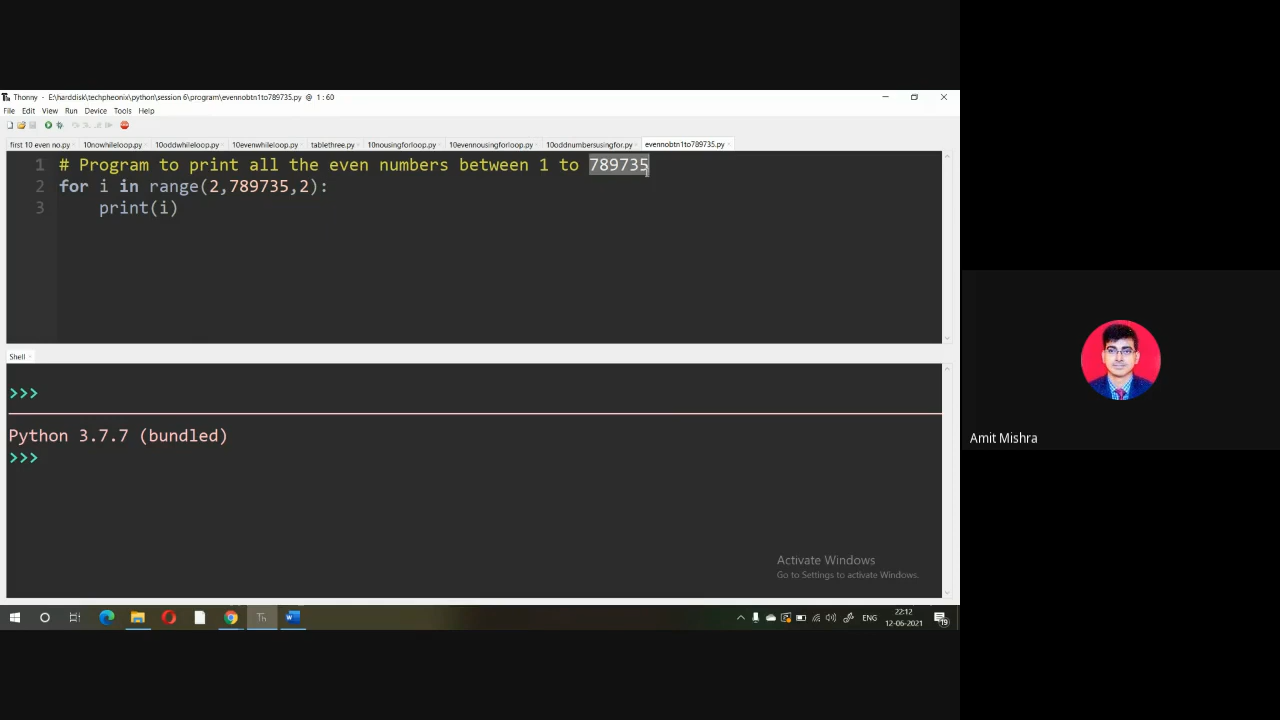 Th Thonny - E:\harddisk\techpheonix\python\session 6\program\evennobtn1to789735.py @ 1 : 60
File Edit View Run Device Tools Help
first 10 even no.py 10nowhileloop.py 10oddwhileloop.py 10evenwhileloop.py tablethree.py 10nousingforloop.py 10evennousingforloop.py 10oddnumbersusingfor.py evennobtn1to789735.py
1 # Program to print all the even numbers between 1 to 789735
2 for i in range(2,789735,2):
3 print(i)
Shell
>>>
Python 3.7.7 (bundled)
>>>
Amit Mishra
Activate Windows
Go to Settings to activate Windows.
Th W ENG 22:12
12-06-2021 19